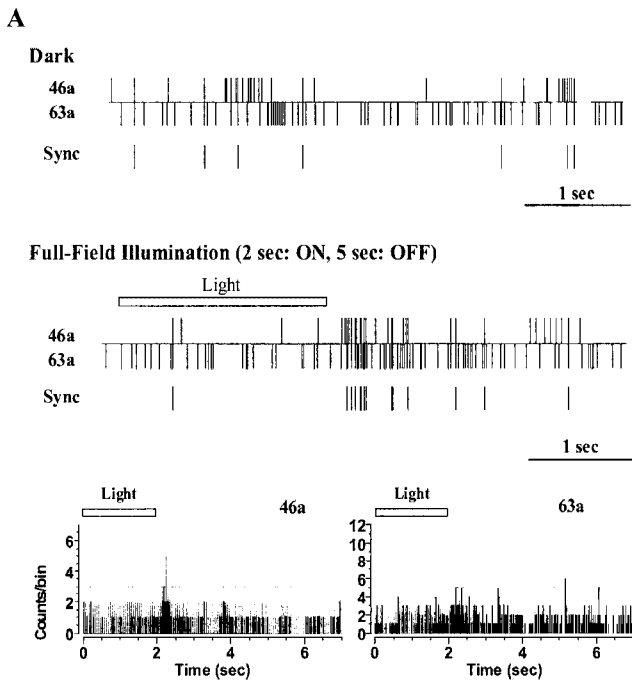 A
Dark
46a
63a
Sync
1 sec
Full-Field Illumination (2 sec: ON, 5 sec: OFF)
Light
46a
63a
Sync
1 sec
Light 46a
Counts/bin
6
4
2
0
0 2 4 6
Time (sec)
Light 63a
12
10
8
6
4
2
0
0 2 4 6
Time (sec)